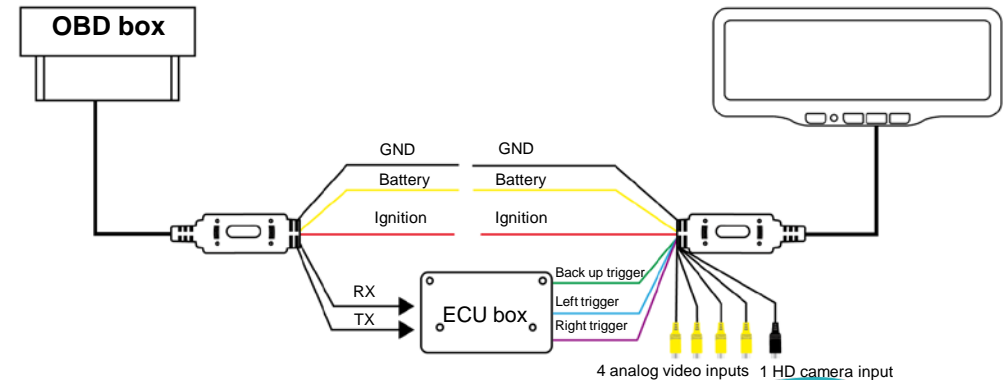 OBD box
GND GND
Battery Battery
Ignition Ignition
RX
TX
ECU box
Back up trigger
Left trigger
Right trigger
4 analog video inputs 1 HD camera input